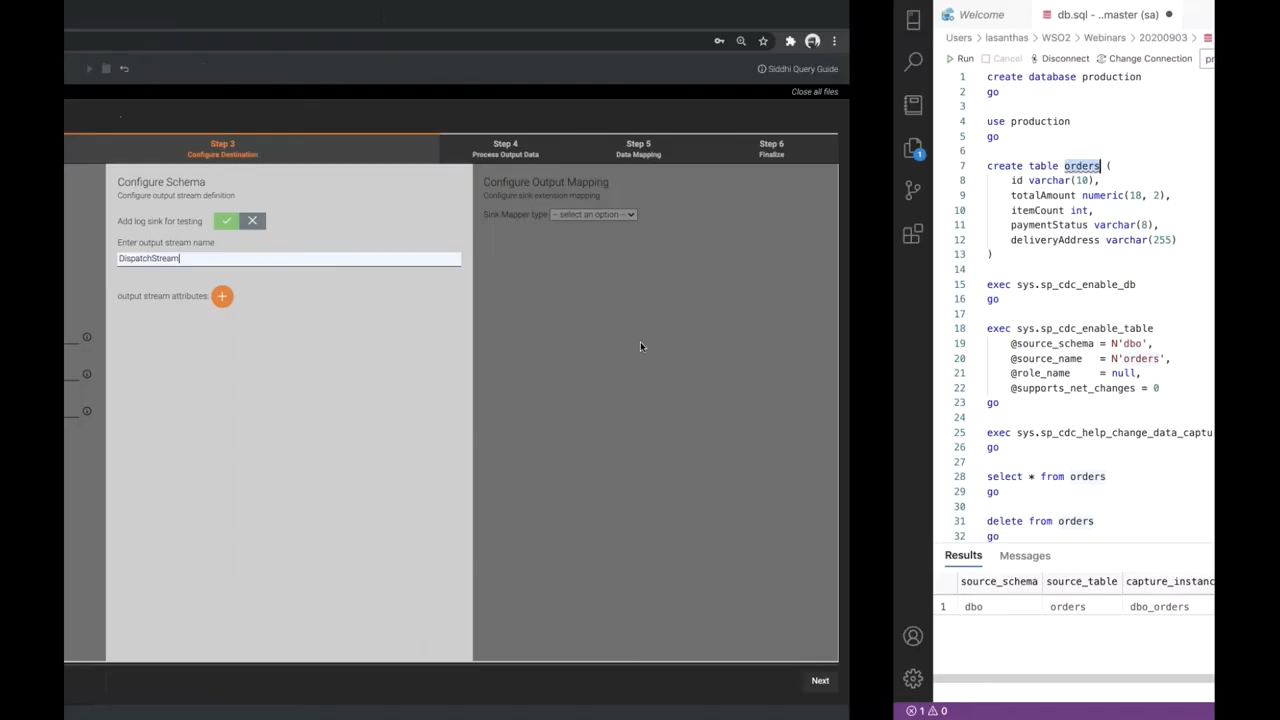 Siddhi Query Guide
Close all files
Step 3
Configure Destination
Step 4
Process Output Data
Step 5
Data Mapping
Step 6
Finalize
Configure Schema
Configure output stream definition
Add log sink for testing
Enter output stream name
DispatchStream
output stream attributes:
Configure Output Mapping
Configure sink extension mapping
Sink Mapper type
-- select an option --
Next
Welcome
db.sql - ..master (sa)
Users
lasanthas
WSO2
Webinars
20200903
Run
Cancel
Disconnect
Change Connection
pr
1 create database production
2 go
3
4 use production
5 go
6
7 create table orders (
8 id varchar(10),
9 totalAmount numeric(18, 2),
10 itemCount int,
11 paymentStatus varchar(8),
12 deliveryAddress varchar(255)
13 )
14
15 exec sys.sp_cdc_enable_db
16 go
17
18 exec sys.sp_cdc_enable_table
19 @source_schema = N'dbo',
20 @source_name = N'orders',
21 @role_name = null,
22 @supports_net_changes = 0
23 go
24
25 exec sys.sp_cdc_help_change_data_captu
26 go
27
28 select * from orders
29 go
30
31 delete from orders
32 go
1
Results
Messages
source_schema source_table capture_instanc
1 dbo orders dbo_orders
1 0